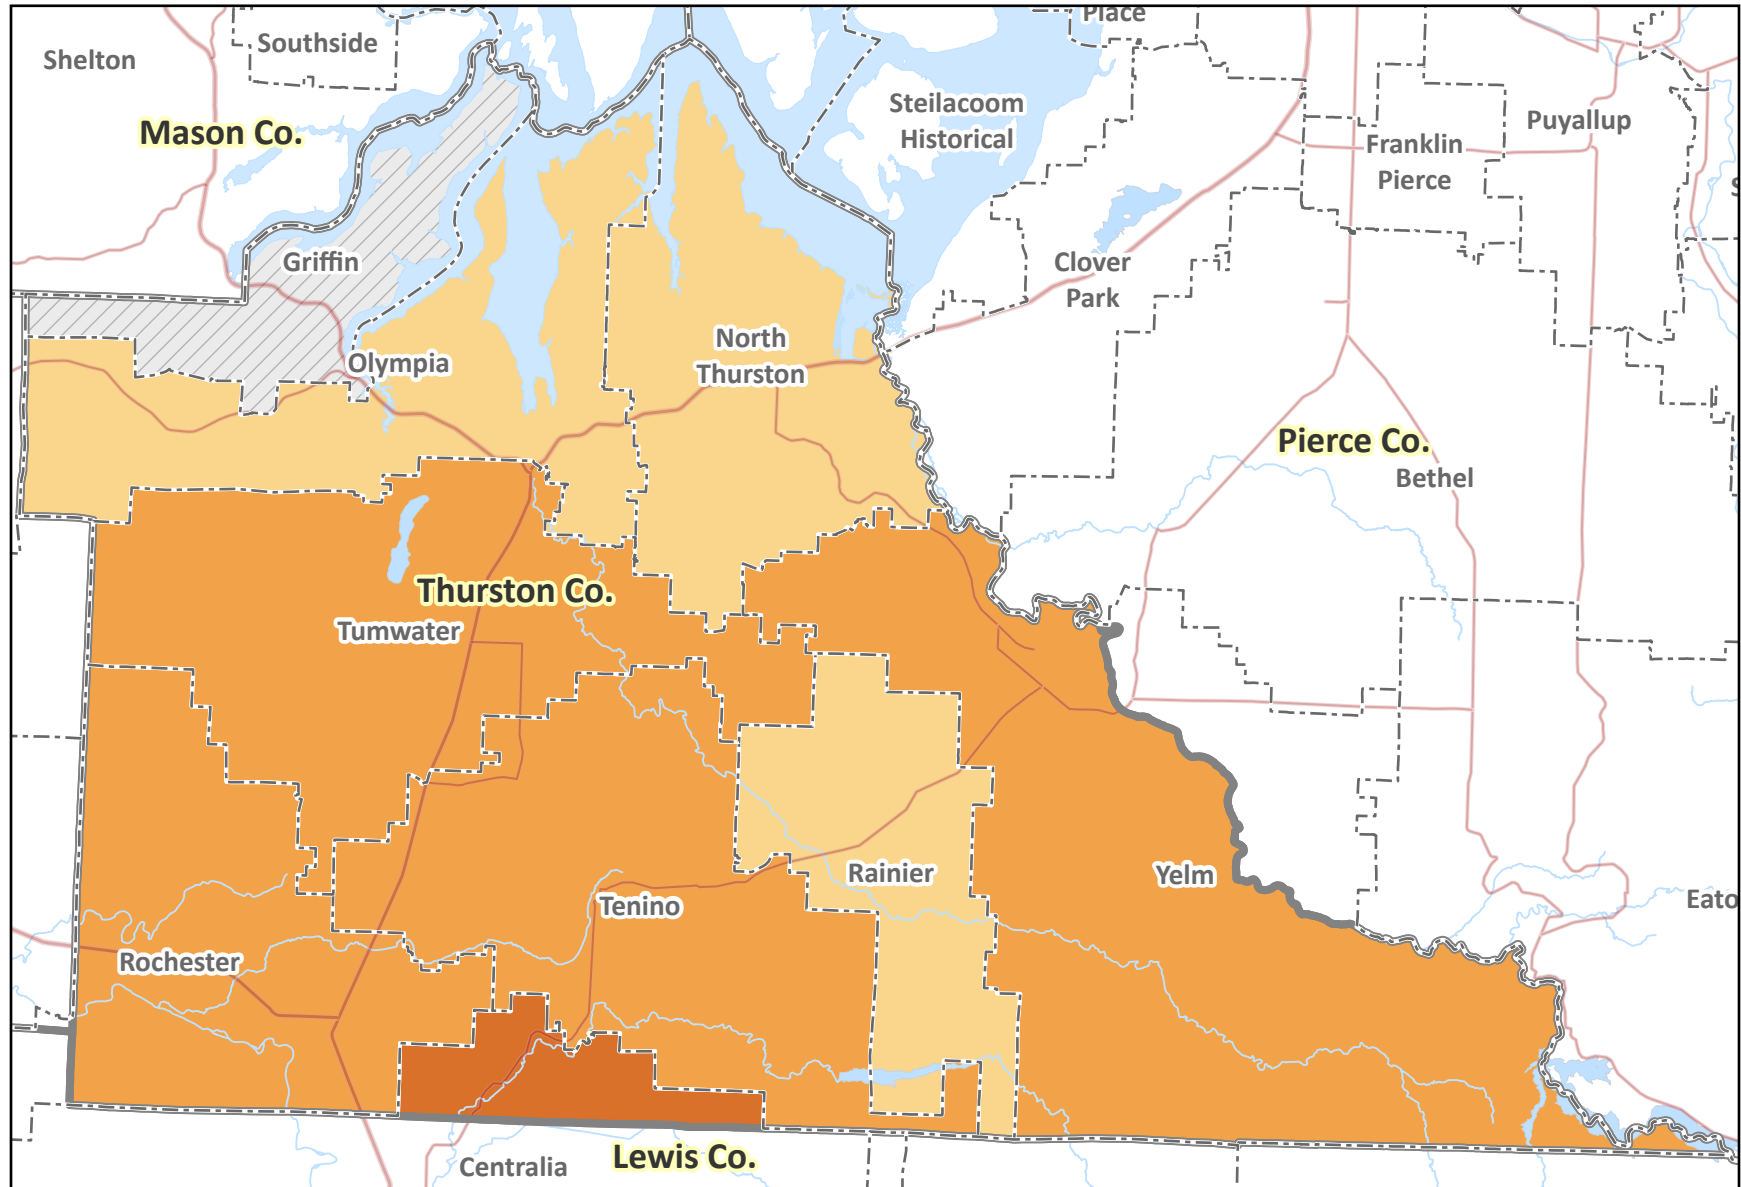 Place
Southside
Shelton
Steilacoom
Historical
Mason Co.
Puyallup
Franklin
Pierce
Griffin
Clover
Park
North
Thurston
Olympia
Pierce Co.
Bethel
Thurston Co.
Tumwater
Rainier
Yelm
Eato
Tenino
Rochester
Lewis Co.
Centralia